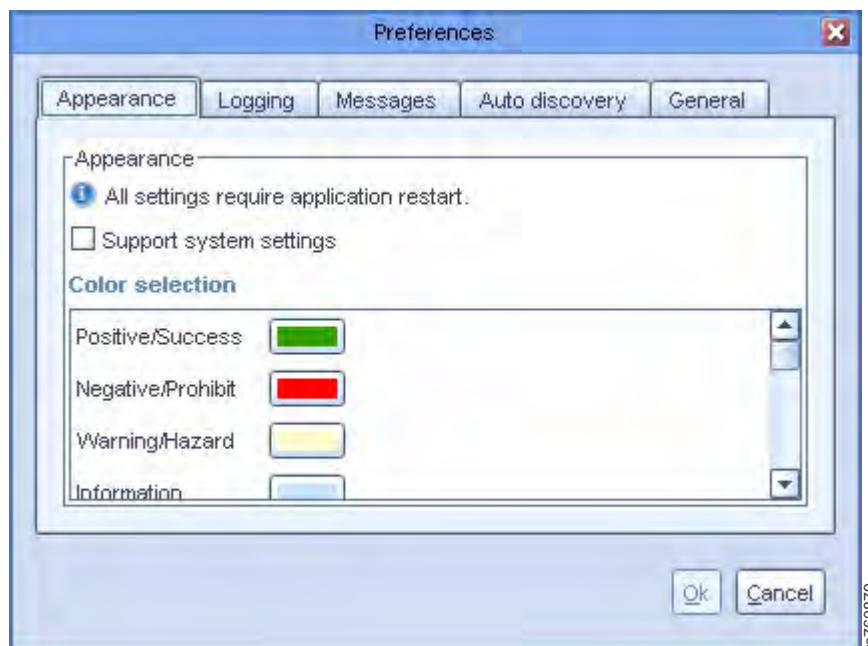 Preferences
Appearance Logging Messages Auto discovery General
Appearance
All settings require application restart.
Support system settings
Color selection
Positive/Success
Negative/Prohibit
Warning/Hazard
Information
Ok Cancel